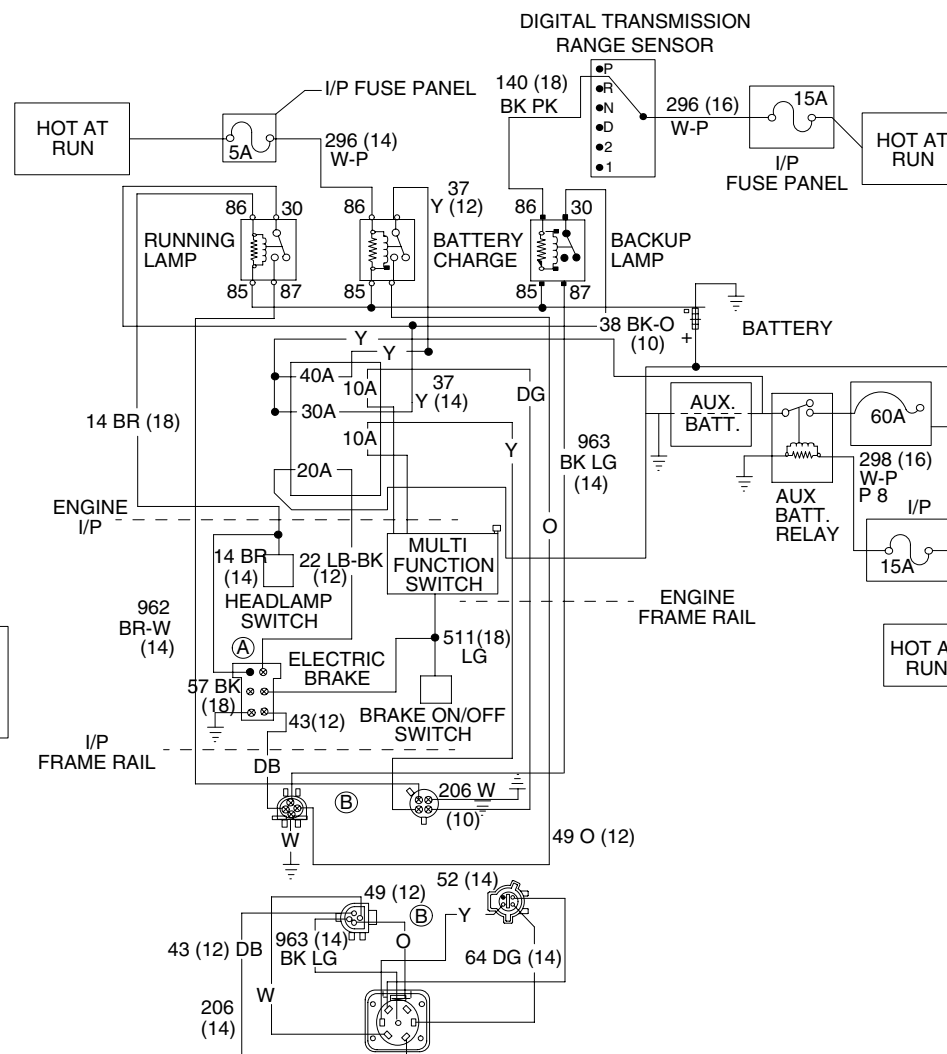 DIGITAL TRANSMISSION
RANGE SENSOR
I/P FUSE PANEL
140 (18)
BK PK
P
R
N
D
2
1
296 (16)
W-P
15A
I/P
FUSE PANEL
HOT AT
RUN
HOT AT
RUN
5A
296 (14)
W-P
37
Y (12)
86
30
86
86
30
RUNNING
LAMP
BATTERY
CHARGE
BACKUP
LAMP
85
87
85
85
87
38 BK-O
(10)
+
BATTERY
Y
Y
40A
10A
37
Y (14)
DG
30A
10A
20A
14 BR (18)
Y
963
BK LG
(14)
AUX.
BATT.
60A
298 (16)
W-P
P 8
AUX
BATT.
RELAY
I/P
15A
ENGINE
I/P
O
14 BR
(14)
22 LB-BK
(12)
MULTI
FUNCTION
SWITCH
HEADLAMP
SWITCH
ENGINE
FRAME RAIL
962
BR-W
(14)
511(18)
LG
HOT A
RUN
A
ELECTRIC
BRAKE
57 BK
(18)
43(12)
BRAKE ON/OFF
SWITCH
I/P
FRAME RAIL
DB
B
206 W
(10)
W
49 O (12)
52 (14)
49 (12)
B
Y
43 (12) DB
963 (14)
BK LG
O
64 DG (14)
W
206
(14)